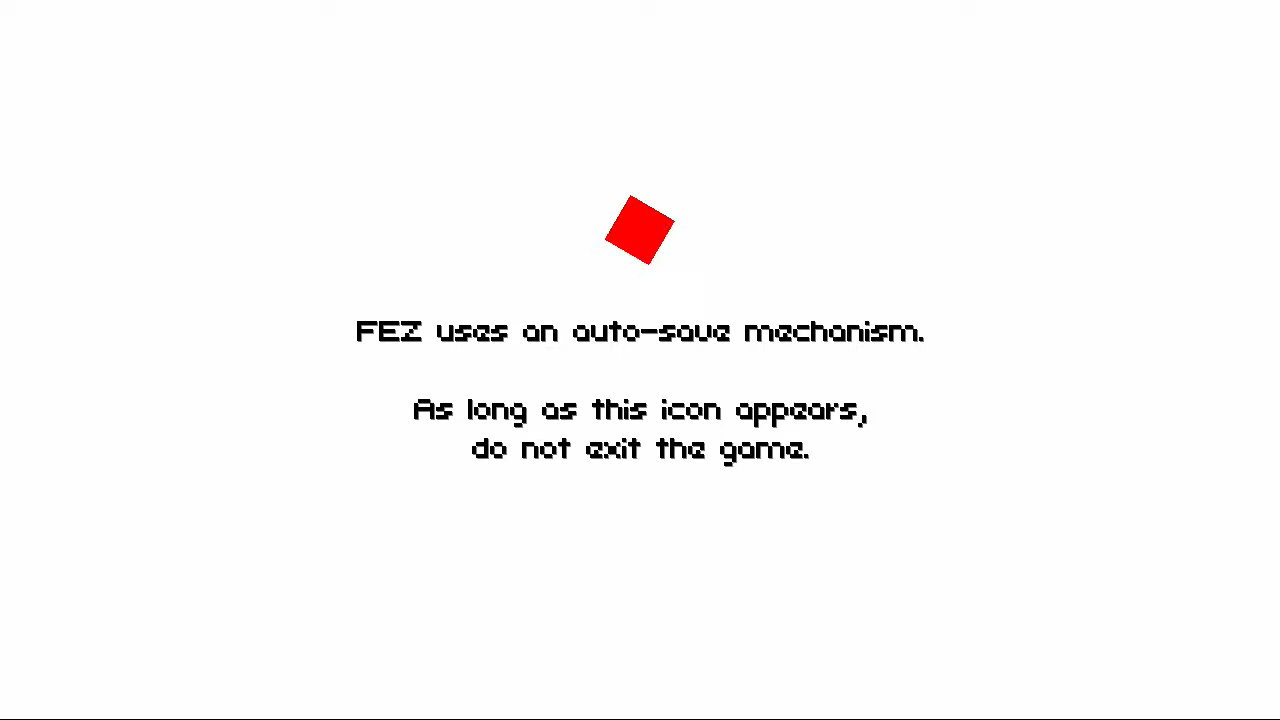 FEZ uses an auto-save mechanism.
As long as this icon appears,
do not exit the game.